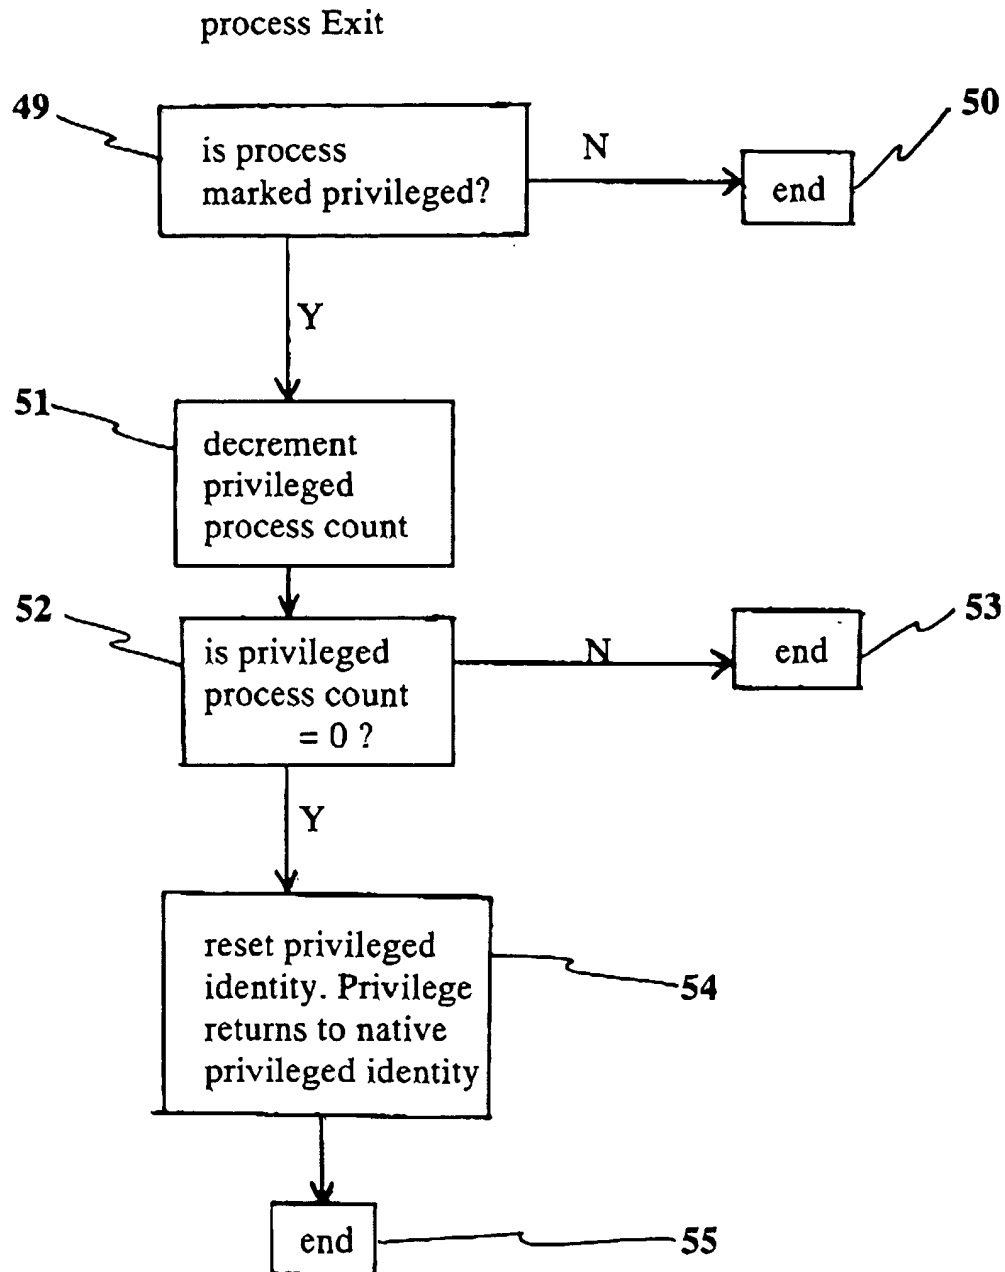 process Exit
49
is process
marked privileged?
N
end
50
Y
51
decrement
privileged
process count
52
is privileged
process count
= 0 ?
N
end
53
Y
reset privileged
identity. Privilege
returns to native
privileged identity
54
end
55